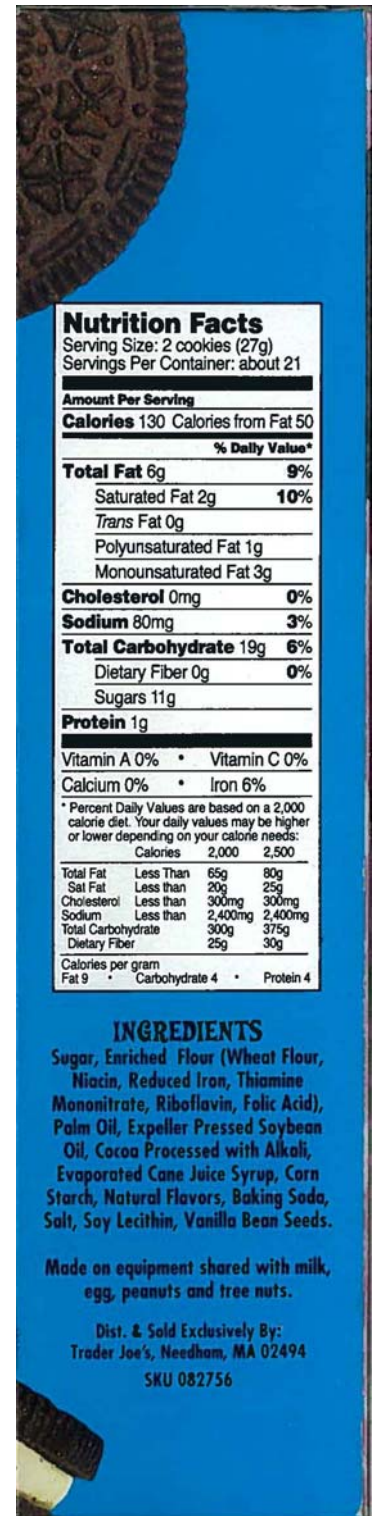 Nutrition Facts
Serving Size: 2 cookies (27g)
Servings Per Container: about 21
Amount Per Serving
Calories 130 Calories from Fat 50
% Daily Value*
Total Fat 6g 9%
Saturated Fat 2g 10%
Trans Fat 0g
Polyunsaturated Fat 1g
Monounsaturated Fat 3g
Cholesterol 0mg 0%
Sodium 80mg 3%
Total Carbohydrate 19g 6%
Dietary Fiber 0g 0%
Sugars 11g
Protein 1g
Vitamin A 0% • Vitamin C 0%
Calcium 0% • Iron 6%
* Percent Daily Values are based on a 2,000
calorie diet. Your daily values may be higher
or lower depending on your calorie needs:
Calories 2,000 2,500
Total Fat Less Than 65g 80g
Sat Fat Less than 20g 25g
Cholesterol Less than 300mg 300mg
Sodium Less than 2,400mg 2,400mg
Total Carbohydrate 300g 375g
Dietary Fiber 25g 30g
Calories per gram
Fat 9 • Carbohydrate 4 • Protein 4
INGREDIENTS
Sugar, Enriched Flour (Wheat Flour,
Niacin, Reduced Iron, Thiamine
Mononitrate, Riboflavin, Folic Acid),
Palm Oil, Expeller Pressed Soybean
Oil, Cocoa Processed with Alkali,
Evaporated Cane Juice Syrup, Corn
Starch, Natural Flavors, Baking Soda,
Salt, Soy Lecithin, Vanilla Bean Seeds.
Made on equipment shared with milk,
egg, peanuts and tree nuts.
Dist. & Sold Exclusively By:
Trader Joe's, Needham, MA 02494
SKU 082756